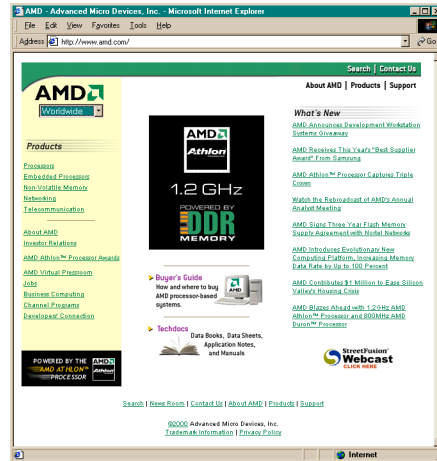 AMD - Advanced Micro Devices, Inc. - Microsoft Internet Explorer
File Edit View Favorites Tools Help
Address http://www.amd.com/ Go
Search | Contact Us
About AMD | Products | Support
AMD
Worldwide
Products
Processors
Embedded Processors
Non-Volatile Memory
Networking
Telecommunication
About AMD
Investor Relations
AMD Athlon™ Processor Awards
AMD Virtual Pressroom
Jobs
Business Computing
Channel Programs
Developers' Connection
POWERED BY THE
AMD ATHLON™
PROCESSOR
AMD
Athlon
AMD
Athlon
1.2 GHz
POWERED BY
DDR
MEMORY
Buyer's Guide
How and where to buy
AMD processor-based
systems.
AMD
Techdocs
Data Books, Data Sheets,
Application Notes,
and Manuals
What's New
AMD Announces Development Workstation
Systems Giveaway
AMD Receives This Year's "Best Supplier
Award" From Samsung
AMD Athlon™ Processor Captures Triple
Crown
Watch the Rebroadcast of AMD's Annual
Analyst Meeting
AMD Signs Three Year Flash Memory
Supply Agreement with Nortel Networks
AMD Introduces Evolutionary New
Computing Platform, Increasing Memory
Data Rate by Up to 100 Percent
AMD Contributes $1 Million to Ease Silicon
Valley's Housing Crisis
AMD Blazes Ahead with 1.2GHz AMD
Athlon™ Processor and 800MHz AMD
Duron™ Processor
StreetFusion®
Webcast
CLICK HERE
Search | News Room | Contact Us | About AMD | Products | Support
©2000 Advanced Micro Devices, Inc.
Trademark Information | Privacy Policy
Internet